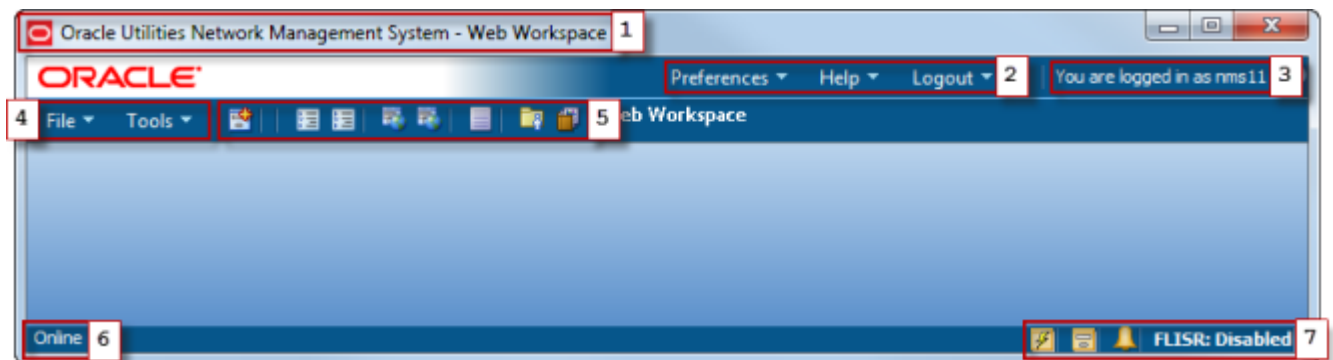 Oracle Utilities Network Management System - Web Workspace 1
ORACLE Preferences Help Logout 2 You are logged in as nms11 3
4 File Tools 5 eb Workspace
Online 6 FLISR: Disabled 7